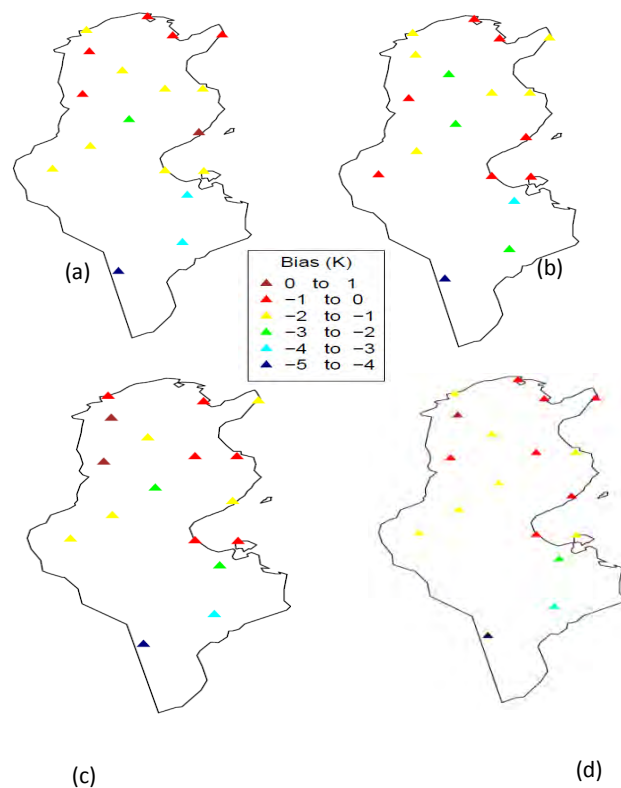 (a)
(b)
Bias (K)
0 to 1
−1 to 0
−2 to −1
−3 to −2
−4 to −3
−5 to −4
(c)
(d)